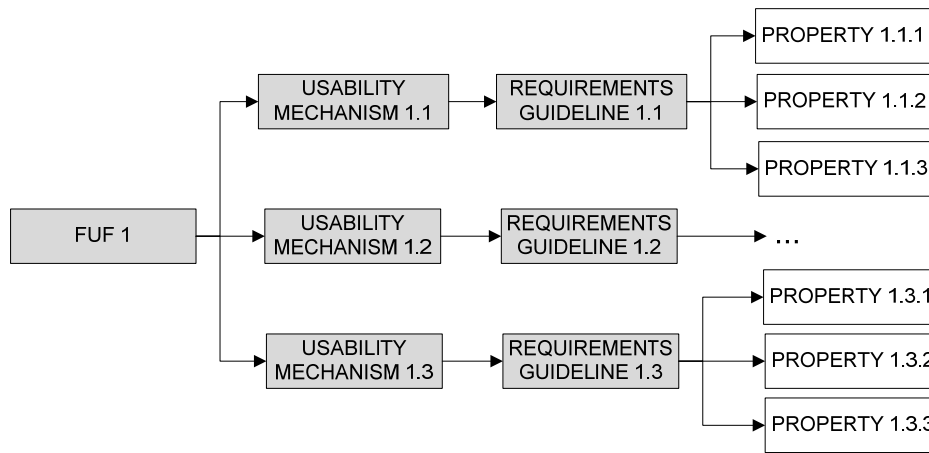 FUF 1
USABILITY
MECHANISM 1.1
REQUIREMENTS
GUIDELINE 1.1
PROPERTY 1.1.1
PROPERTY 1.1.2
PROPERTY 1.1.3
USABILITY
MECHANISM 1.2
REQUIREMENTS
GUIDELINE 1.2
...
USABILITY
MECHANISM 1.3
REQUIREMENTS
GUIDELINE 1.3
PROPERTY 1.3.1
PROPERTY 1.3.2
PROPERTY 1.3.3